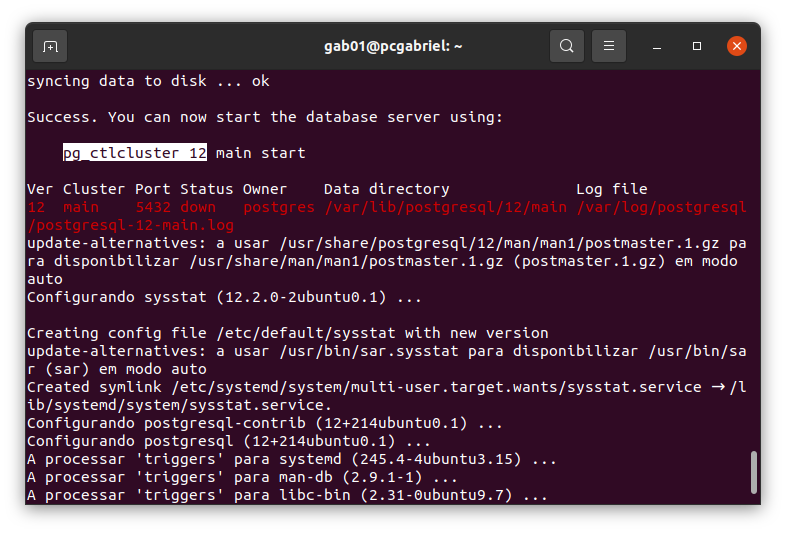 gab01@pcgabriel: ~
syncing data to disk ... ok
Success. You can now start the database server using:
pg_ctlcluster 12 main start
Ver Cluster Port Status Owner    Data directory              Log file
12  main    5432 down   postgres /var/lib/postgresql/12/main /var/log/postgresql
/postgresql-12-main.log
update-alternatives: a usar /usr/share/postgresql/12/man/man1/postmaster.1.gz pa
ra disponibilizar /usr/share/man/man1/postmaster.1.gz (postmaster.1.gz) em modo
auto
Configurando sysstat (12.2.0-2ubuntu0.1) ...
Creating config file /etc/default/sysstat with new version
update-alternatives: a usar /usr/bin/sar.sysstat para disponibilizar /usr/bin/sa
r (sar) em modo auto
Created symlink /etc/systemd/system/multi-user.target.wants/sysstat.service → /l
ib/systemd/system/sysstat.service.
Configurando postgresql-contrib (12+214ubuntu0.1) ...
Configurando postgresql (12+214ubuntu0.1) ...
A processar 'triggers' para systemd (245.4-4ubuntu3.15) ...
A processar 'triggers' para man-db (2.9.1-1) ...
A processar 'triggers' para libc-bin (2.31-0ubuntu9.7) ...